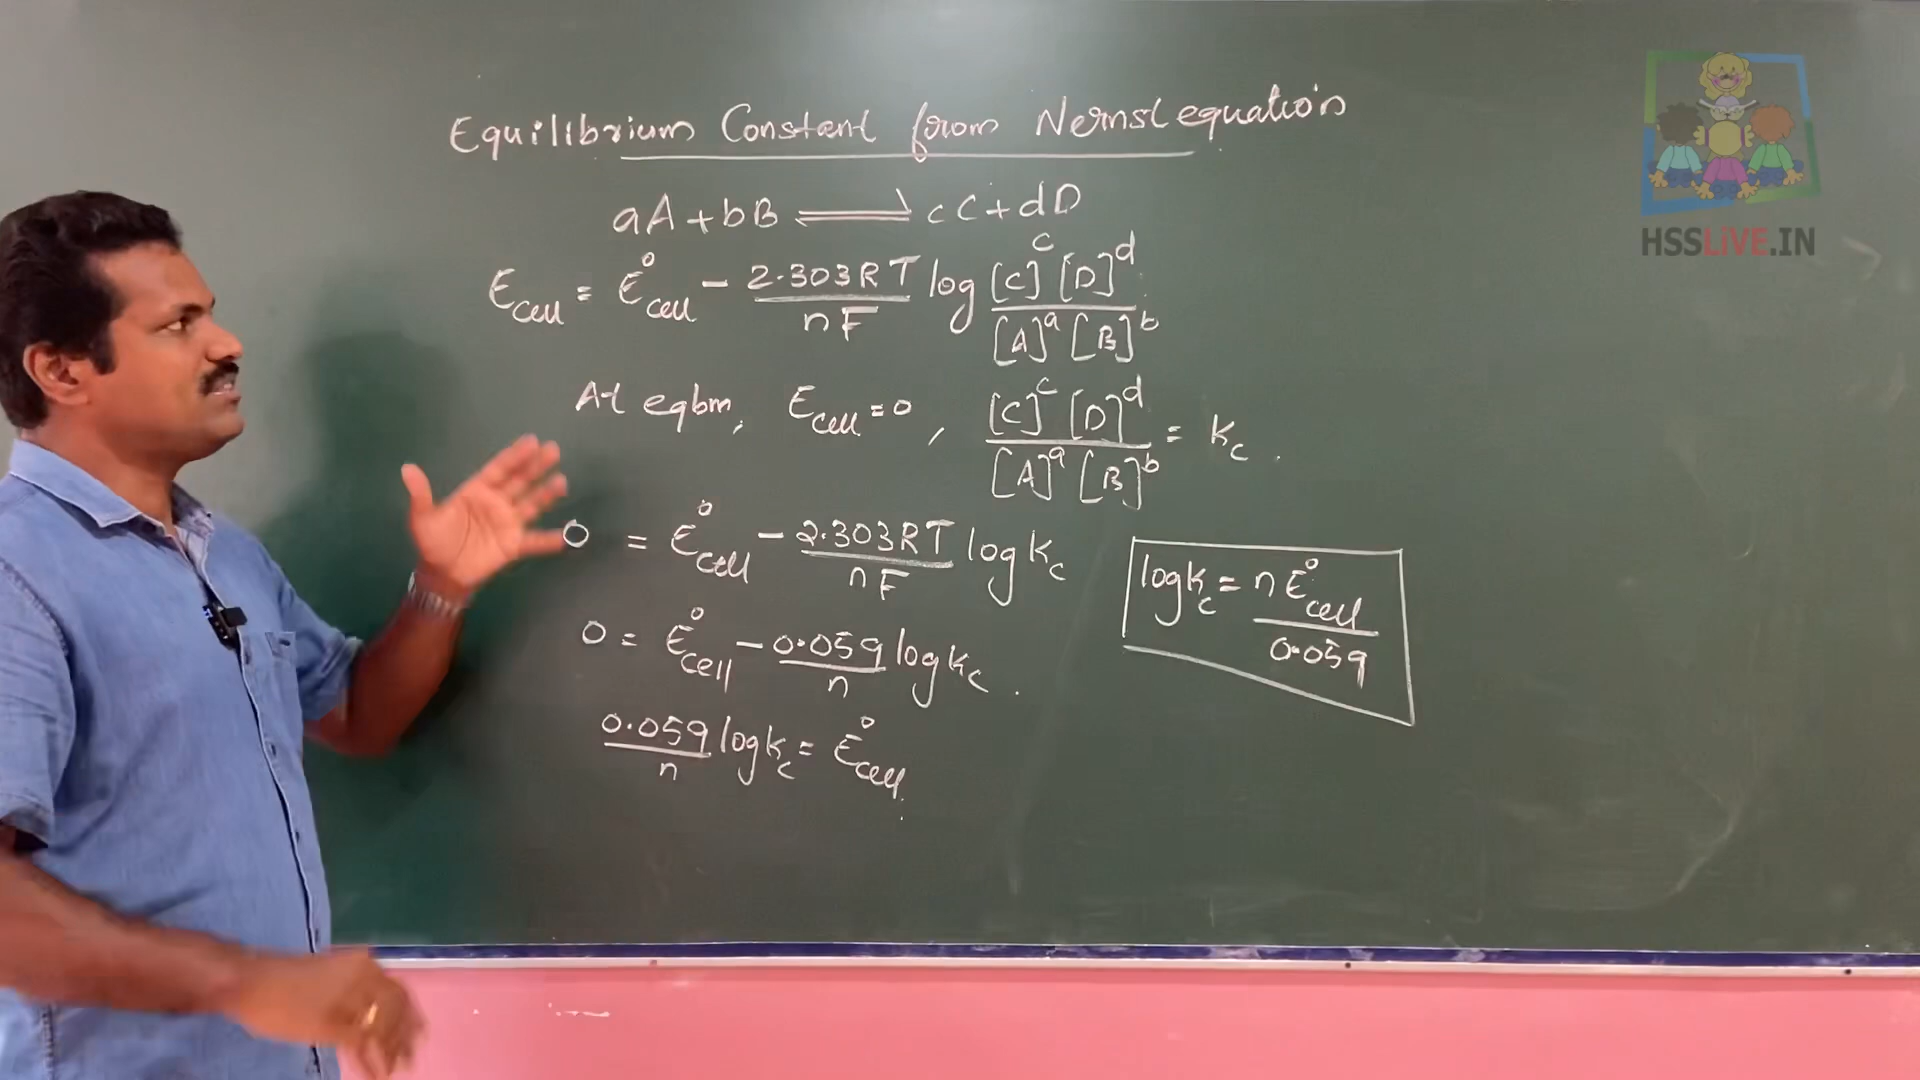 Equilibrium Constant from Nernst equation
HSSLiVE.IN
aA + bB ⇌ cC + dD
E_cell = E°_cell - 2.303RT/nF log [C]^c [D]^d / [A]^a [B]^b
At eqbm, E_cell = 0, [C]^c [D]^d / [A]^a [B]^b = K_c.
0 = E°_cell - 2.303RT/nF log K_c
0 = E°_cell - 0.059/n log K_c.
0.059/n log K_c = E°_cell.
log K_c = nE°_cell / 0.059